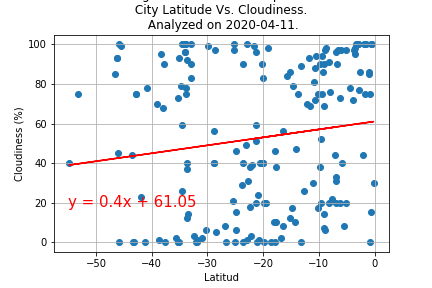 City Latitude Vs. Cloudiness.
Analyzed on 2020-04-11.
100
80
60
40
20
0
Cloudiness (%)
y = 0.4x + 61.05
−50
−40
−30
−20
−10
0
Latitud